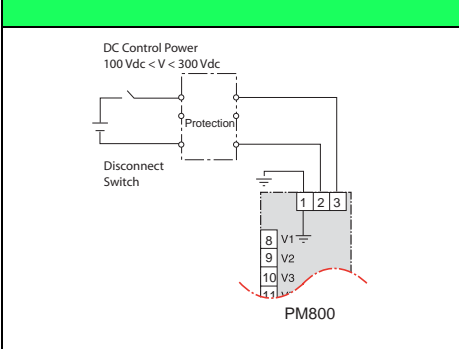 DC Control Power
100 Vdc < V < 300 Vdc
Protection
Disconnect
Switch
1 2 3
8 V1
9 V2
10 V3
11
PM800